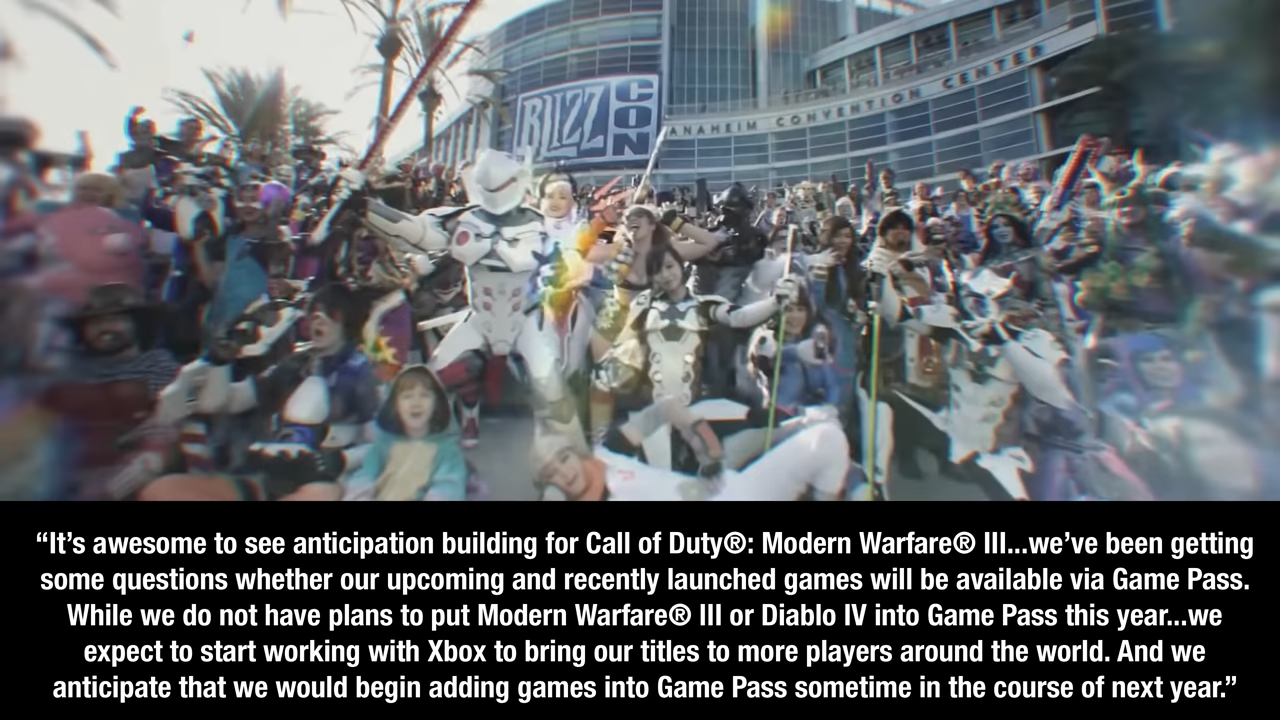 BLIZZ
CON
ANAHEIM CONVENTION CENTER
“It’s awesome to see anticipation building for Call of Duty®: Modern Warfare® III...we’ve been getting
some questions whether our upcoming and recently launched games will be available via Game Pass.
While we do not have plans to put Modern Warfare® III or Diablo IV into Game Pass this year...we
expect to start working with Xbox to bring our titles to more players around the world. And we
anticipate that we would begin adding games into Game Pass sometime in the course of next year.”